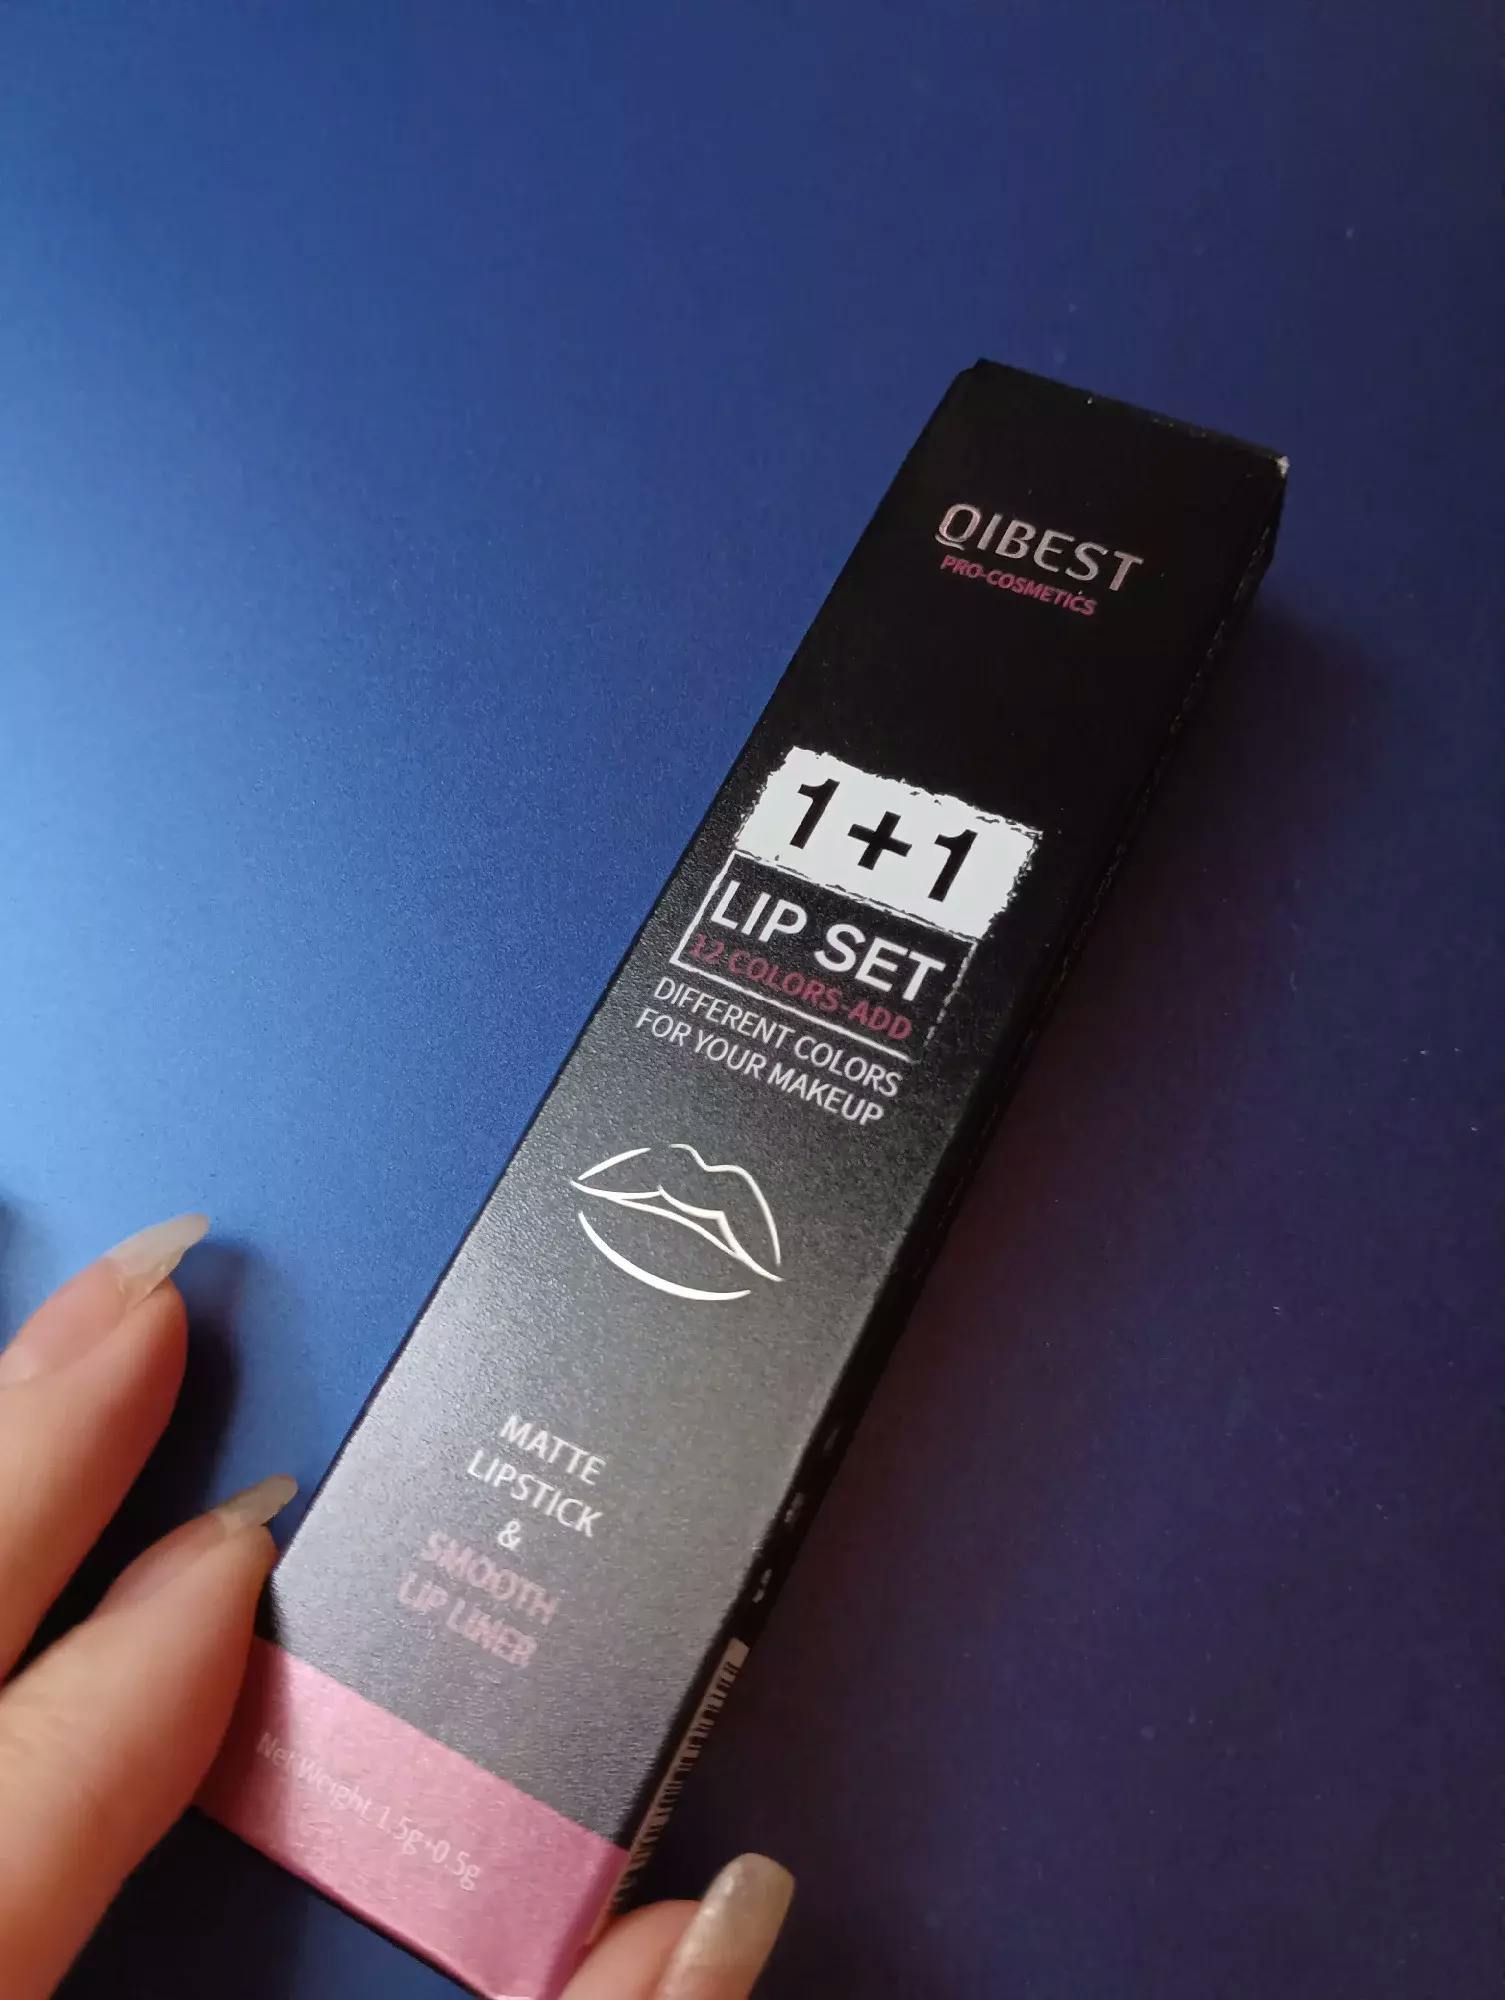 QIBEST
PRO-COSMETICS
1+1
LIP SET
12 COLORS-ADD
DIFFERENT COLORS
FOR YOUR MAKEUP
MATTE
LIPSTICK
&
SMOOTH
LIP LINER
Net Weight:1.5g+0.5g